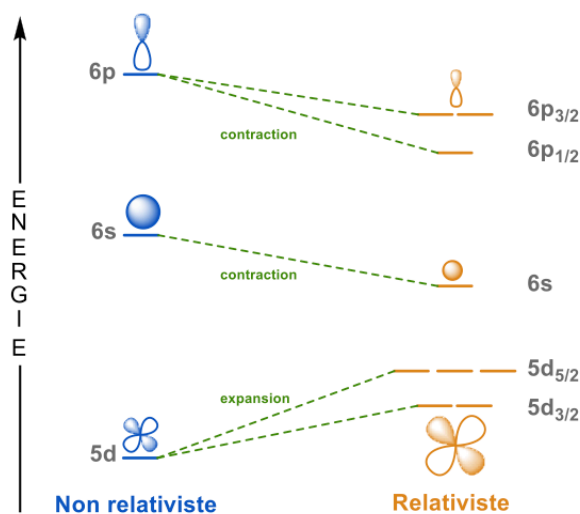 6p
contraction
6p3/2
6p1/2
6s
contraction
6s
ENERGIE
expansion
5d5/2
5d3/2
5d
Non relativiste
Relativiste